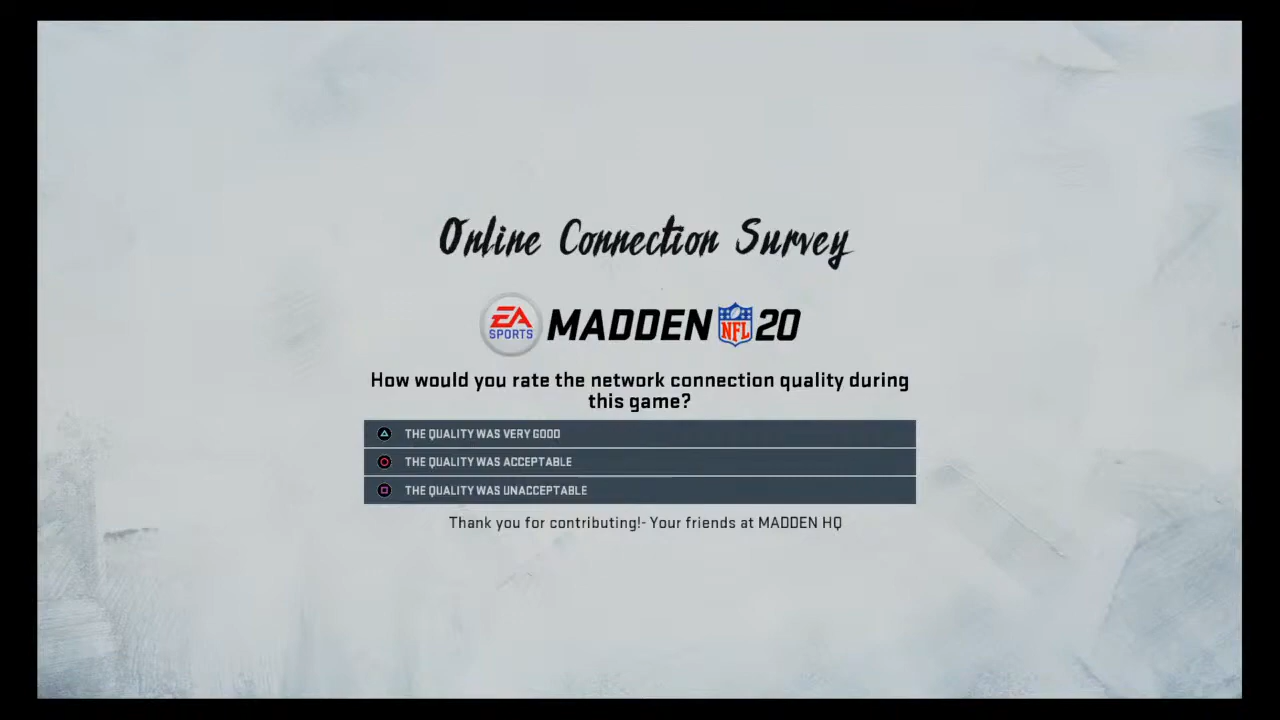 Online Connection Survey
EA SPORTS MADDEN NFL 20
How would you rate the network connection quality during
this game?
THE QUALITY WAS VERY GOOD
THE QUALITY WAS ACCEPTABLE
THE QUALITY WAS UNACCEPTABLE
Thank you for contributing!- Your friends at MADDEN HQ